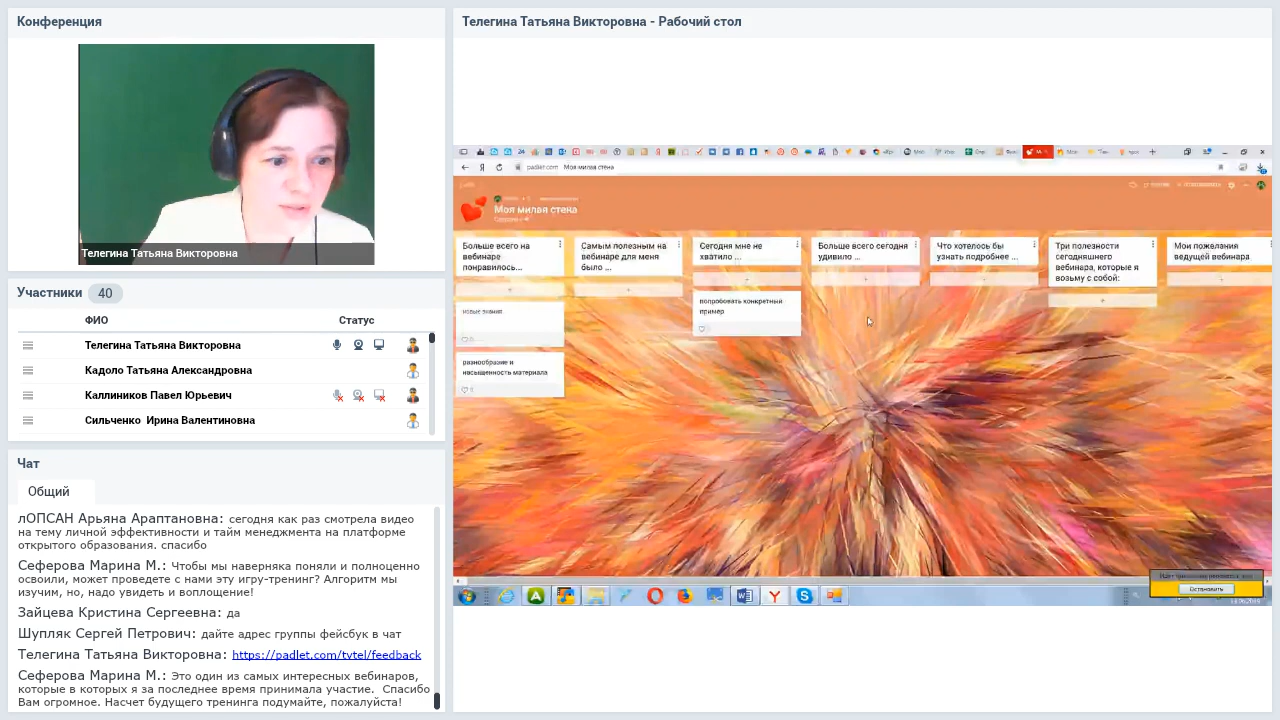 Конференция
Телегина Татьяна Викторовна
Участники 40
ФИО Статус
Телегина Татьяна Викторовна
Кадоло Татьяна Александровна
Каллиников Павел Юрьевич
Сильченко Ирина Валентиновна
Чат
Общий
лОПСАН Арьяна Араптановна: сегодня как раз смотрела видео
на тему личной эффективности и тайм менеджмента на платформе
открытого образования. спасибо
Сеферова Марина М.: Чтобы мы наверняка поняли и полноценно
освоили, может проведете с нами эту игру-тренинг? Алгоритм мы
изучим, но, надо увидеть и воплощение!
Зайцева Кристина Сергеевна: да
Шупляк Сергей Петрович: дайте адрес группы фейсбук в чат
Телегина Татьяна Викторовна: https://padlet.com/tvtel/feedback
Сеферова Марина М.: Это один из самых интересных вебинаров,
которые в которых я за последнее время принимала участие. Спасибо
Вам огромное. Насчет будущего тренинга подумайте, пожалуйста!
Телегина Татьяна Викторовна - Рабочий стол
padlet.com Моя милая стена
Моя милая стена
Больше всего на
вебинаре
понравилось...
новые знания
разнообразие и
насыщенность материала
Самым полезным на
вебинаре для меня
было ...
Сегодня мне не
хватило ...
попробовать конкретный
пример
Больше всего сегодня
удивило ...
Что хотелось бы
узнать подробнее ...
Три полезности
сегодняшнего
вебинара, которые я
возьму с собой:
Мои пожелания
ведущей вебинара
Остановить